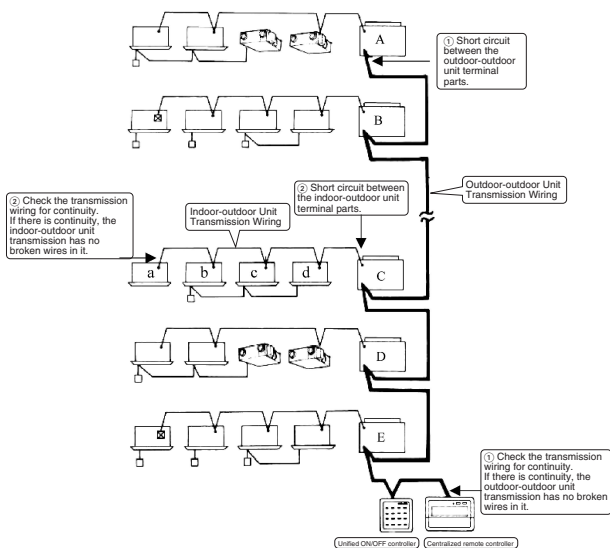 A
① Short circuit
between the
outdoor-outdoor
unit terminal
parts.
B
② Check the transmission
wiring for continuity.
If there is continuity, the
indoor-outdoor unit
transmission has no
broken wires in it.
Indoor-outdoor Unit
Transmission Wiring
② Short circuit between
the indoor-outdoor unit
terminal parts.
Outdoor-outdoor Unit
Transmission Wiring
a
b
c
d
C
D
E
① Check the transmission
wiring for continuity.
If there is continuity, the
outdoor-outdoor unit
transmission has no broken
wires in it.
Unified ON/OFF controller
Centralized remote controller